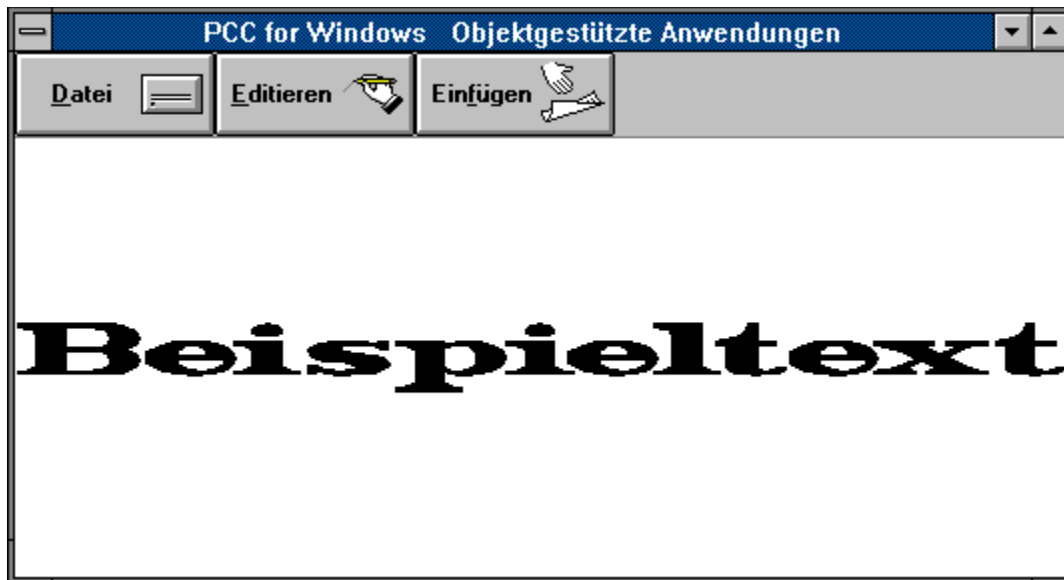 PCC for Windows Objektgestützte Anwendungen
Datei Editieren Einfügen
Beispieltext